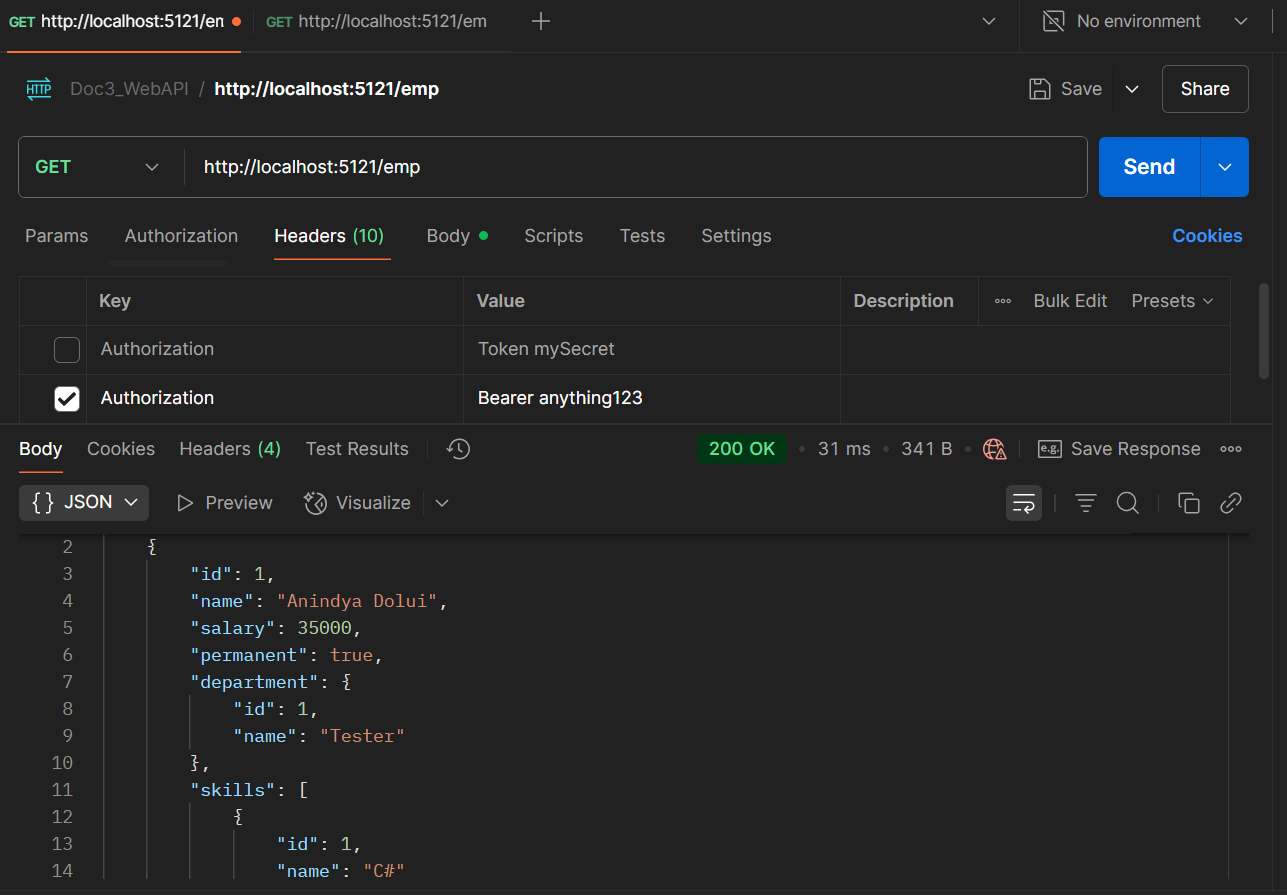 GET http://localhost:5121/en GET http://localhost:5121/em No environment
HTTP Doc3_WebAPI / http://localhost:5121/emp Save Share
GET http://localhost:5121/emp Send
Params Authorization Headers (10) Body Scripts Tests Settings Cookies
Key Value Description Bulk Edit Presets
Authorization Token mySecret
Authorization Bearer anything123
Body Cookies Headers (4) Test Results 200 OK • 31 ms • 341 B • e.g. Save Response
{} JSON Preview Visualize
2 {
3 "id": 1,
4 "name": "Anindya Dolui",
5 "salary": 35000,
6 "permanent": true,
7 "department": {
8 "id": 1,
9 "name": "Tester"
10 },
11 "skills": [
12 {
13 "id": 1,
14 "name": "C#"